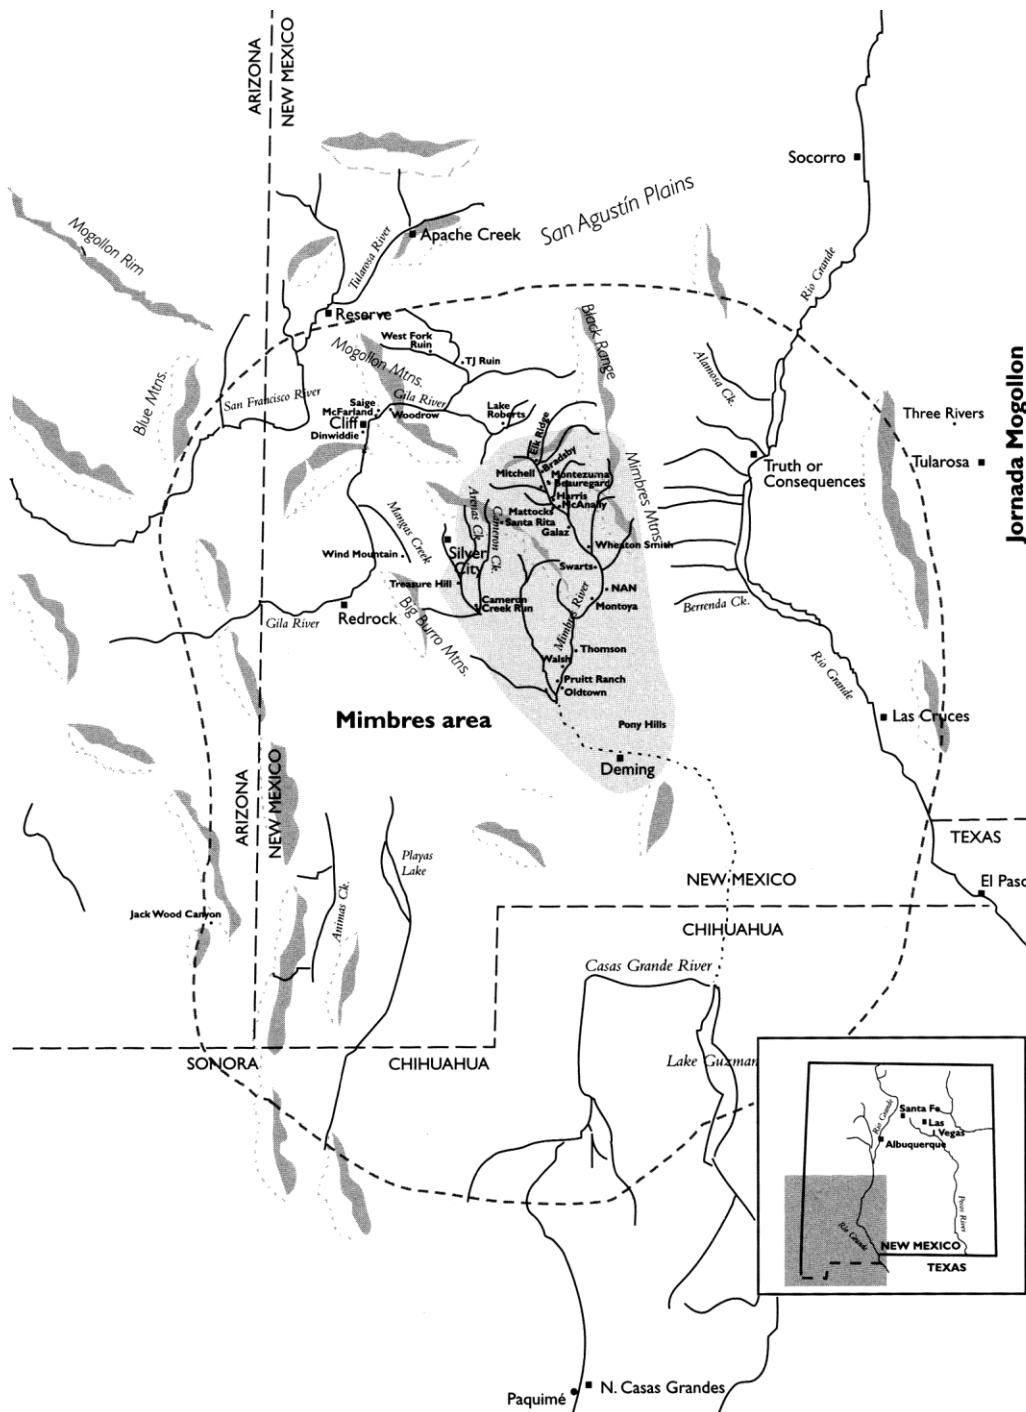 ARIZONA
NEW MEXICO
Socorro
Mogollon Rim
San Agustín Plains
Apache Creek
Tularosa River
Rio Grande
Reserve
Black Range
West Fork
Ruin
TJ Ruin
Mogollon Mtns.
Alamosa Ck.
Jornada Mogollon
Blue Mtns.
San Francisco River
Gila River
Saige
McFarland
Woodrow
Cliff
Dinwiddie
Lake
Roberts
Three Rivers
Elk Ridge
Bradsby
Mitchell
Montezuma
Beauregard
Harris
McAnally
Mattocks
Santa Rita
Galaz
Mimbres Mtns.
Truth or
Consequences
Tularosa
Arenas Ck.
Cameron Ck.
Mangas Creek
Silver
City
Wheaton Smith
Wind Mountain
Swarts
Treasure Hill
NAN
Cameron
Creek Run
Montoya
Mimbres River
Berrenda Ck.
Redrock
Gila River
Big Burro Mtns.
Thomson
Walsh
Rio Grande
Pruitt Ranch
Oldtown
Mimbres area
Pony Hills
Las Cruces
Deming
ARIZONA
NEW MEXICO
TEXAS
Playas
Lake
Animas Ck.
NEW MEXICO
El Paso
Jack Wood Canyon
CHIHUAHUA
Casas Grande River
SONORA
CHIHUAHUA
Lake Guzman
Rio Grande
Santa Fe
Las
Vegas
Albuquerque
Pecos River
Rio Grande
NEW MEXICO
TEXAS
N. Casas Grandes
Paquimé